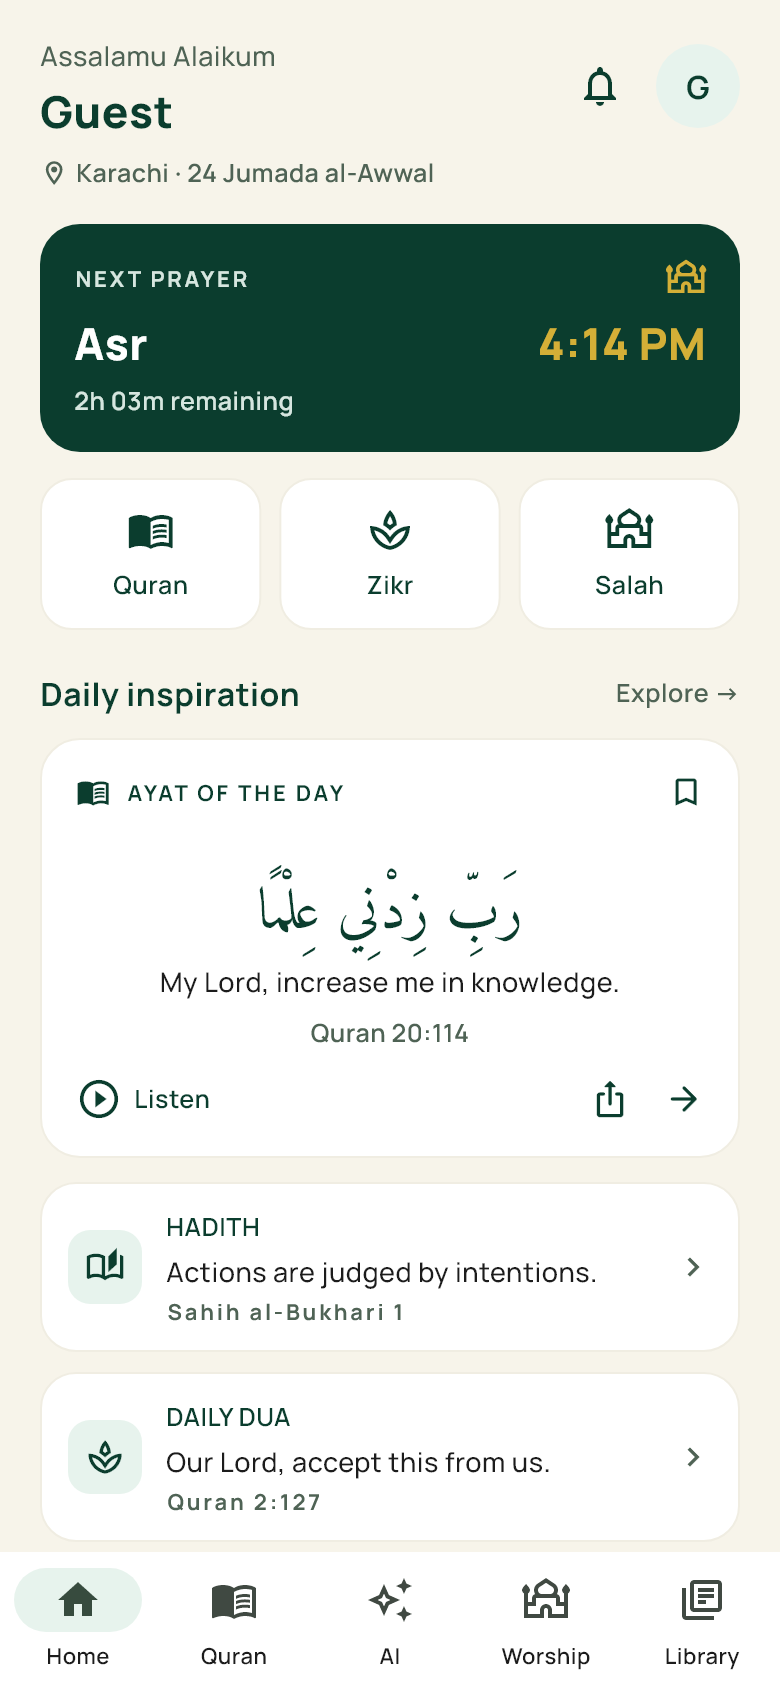 Assalamu Alaikum
Guest
G
Karachi · 24 Jumada al-Awwal
NEXT PRAYER
Asr
4:14 PM
2h 03m remaining
Quran
Zikr
Salah
Daily inspiration
Explore →
AYAT OF THE DAY
رَبِّ زِدْنِي عِلْمًا
My Lord, increase me in knowledge.
Quran 20:114
Listen
HADITH
Actions are judged by intentions.
Sahih al-Bukhari 1
DAILY DUA
Our Lord, accept this from us.
Quran 2:127
Home
Quran
AI
Worship
Library